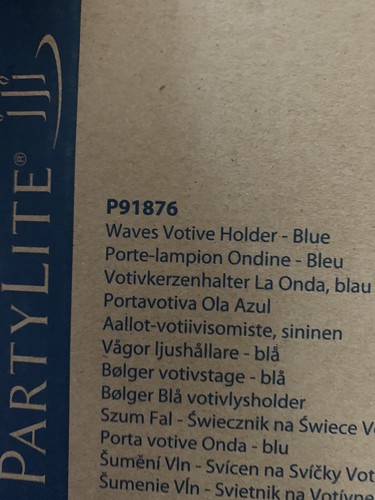 PARTYLITE®
P91876
Waves Votive Holder - Blue
Porte-lampion Ondine - Bleu
Votivkerzenhalter La Onda, blau
Portavotiva Ola Azul
Aallot-votiivisomiste, sininen
Vågor ljushållare - blå
Bølger votivstage - blå
Bølger Blå votivlysholder
Szum Fal - Świecznik na Świece
Porta votive Onda - blu
Šumění Vln - Svícen na Svíčky
Šumenie Vĺn - Svietnik na